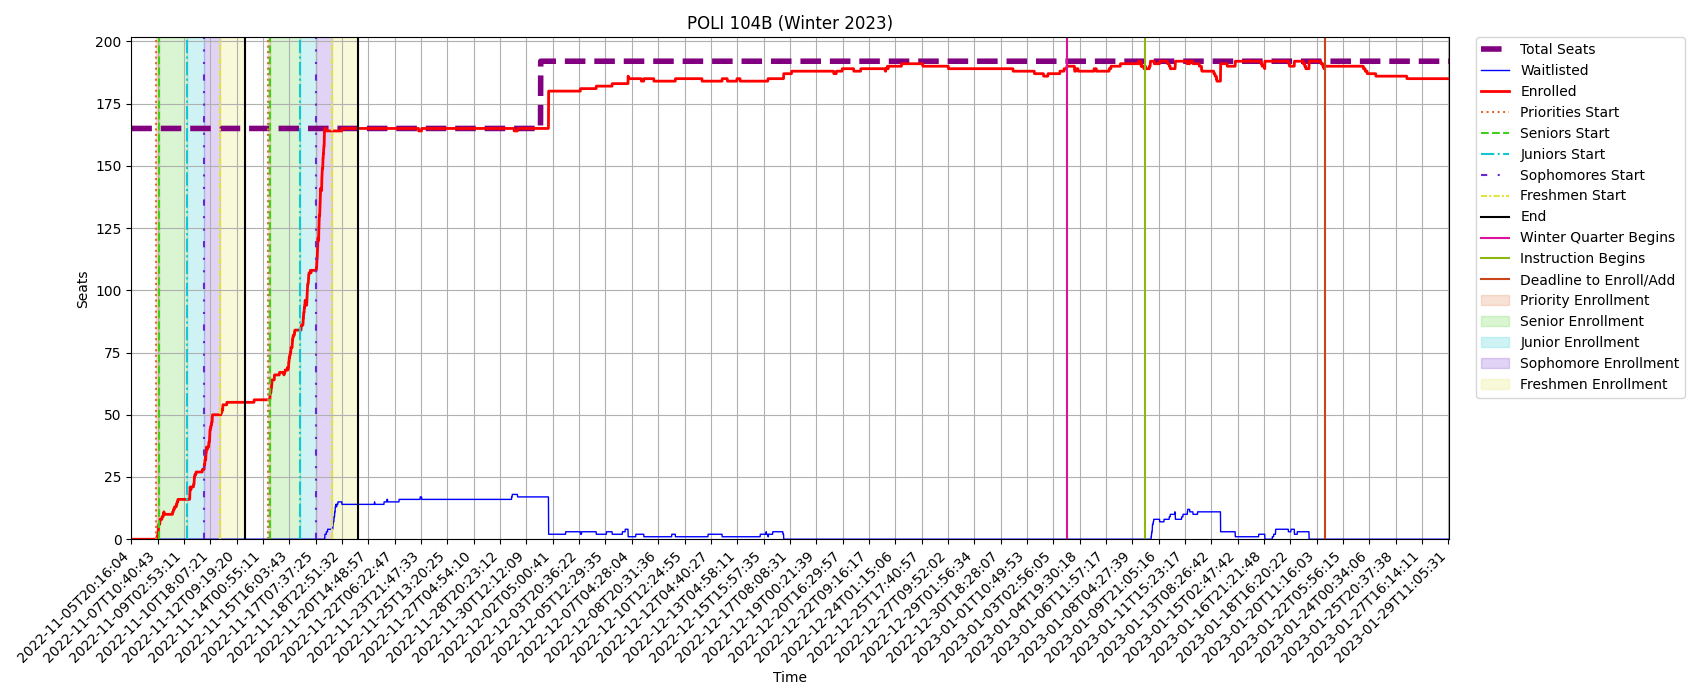 POLI 104B (Winter 2023)
Seats
200
175
150
125
100
75
50
25
0
2022-11-05T20:16:04
2022-11-07T10:40:43
2022-11-09T02:53:11
2022-11-10T18:07:21
2022-11-12T09:19:20
2022-11-14T00:55:11
2022-11-15T16:03:43
2022-11-17T07:37:25
2022-11-18T22:51:32
2022-11-20T14:48:57
2022-11-22T06:22:47
2022-11-23T21:47:33
2022-11-25T13:20:25
2022-11-27T04:54:10
2022-11-28T20:23:12
2022-11-30T12:12:09
2022-12-02T05:00:41
2022-12-03T20:36:22
2022-12-05T12:29:35
2022-12-07T04:28:04
2022-12-08T20:31:36
2022-12-10T12:24:55
2022-12-12T04:40:27
2022-12-13T04:58:11
2022-12-15T15:57:35
2022-12-17T08:08:31
2022-12-19T00:21:39
2022-12-20T16:29:57
2022-12-22T09:16:17
2022-12-24T01:15:06
2022-12-25T17:40:57
2022-12-27T09:52:02
2022-12-29T01:56:34
2022-12-30T18:28:07
2023-01-01T10:49:53
2023-01-03T02:56:05
2023-01-04T19:30:18
2023-01-06T11:57:17
2023-01-08T04:27:39
2023-01-09T21:05:16
2023-01-11T15:23:17
2023-01-13T08:26:42
2023-01-15T02:47:42
2023-01-16T21:21:48
2023-01-18T16:20:22
2023-01-20T11:16:03
2023-01-22T05:56:15
2023-01-24T00:34:06
2023-01-25T20:37:38
2023-01-27T16:14:11
2023-01-29T11:05:31
Time
Total Seats
Waitlisted
Enrolled
Priorities Start
Seniors Start
Juniors Start
Sophomores Start
Freshmen Start
End
Winter Quarter Begins
Instruction Begins
Deadline to Enroll/Add
Priority Enrollment
Senior Enrollment
Junior Enrollment
Sophomore Enrollment
Freshmen Enrollment